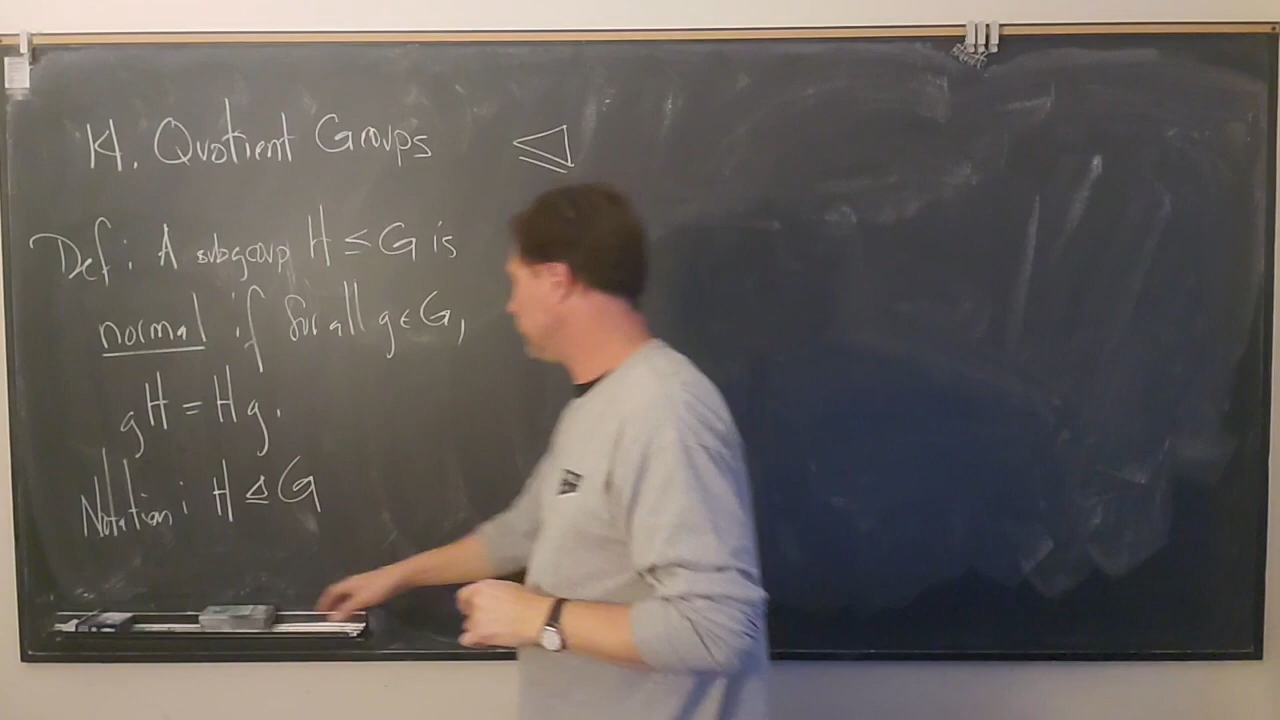 14. Quotient Groups ⊴
Def: A subgroup H ≤ G is
normal if for all g ∈ G,
gH = Hg.
Notation: H ⊴ G